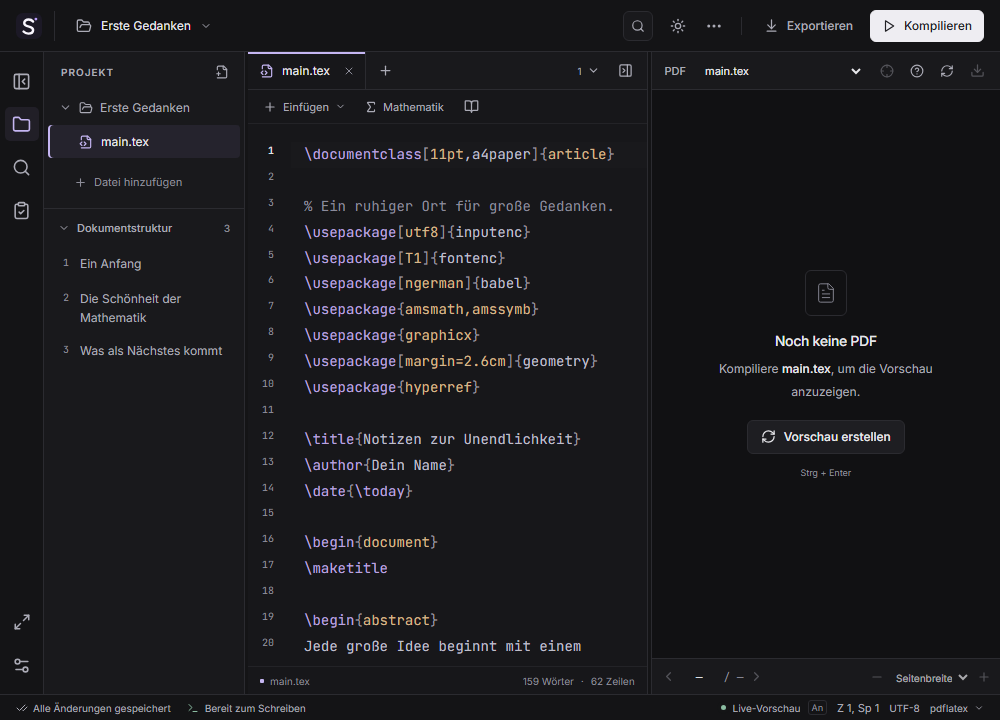 S
Erste Gedanken
Exportieren
Kompilieren
PROJEKT
Erste Gedanken
main.tex
Datei hinzufügen
Dokumentstruktur 3
1 Ein Anfang
2 Die Schönheit der
Mathematik
3 Was als Nächstes kommt
main.tex
1
Einfügen
Mathematik
1 \documentclass[11pt,a4paper]{article}
2
3 % Ein ruhiger Ort für große Gedanken.
4 \usepackage[utf8]{inputenc}
5 \usepackage[T1]{fontenc}
6 \usepackage[ngerman]{babel}
7 \usepackage{amsmath,amssymb}
8 \usepackage{graphicx}
9 \usepackage[margin=2.6cm]{geometry}
10 \usepackage{hyperref}
11
12 \title{Notizen zur Unendlichkeit}
13 \author{Dein Name}
14 \date{\today}
15
16 \begin{document}
17 \maketitle
18
19 \begin{abstract}
20 Jede große Idee beginnt mit einem
main.tex 159 Wörter · 62 Zeilen
PDF main.tex
Noch keine PDF
Kompiliere main.tex, um die Vorschau
anzuzeigen.
Vorschau erstellen
Strg + Enter
– / – Seitenbreite
Alle Änderungen gespeichert
Bereit zum Schreiben
Live-Vorschau An Z 1, Sp 1 UTF-8 pdflatex